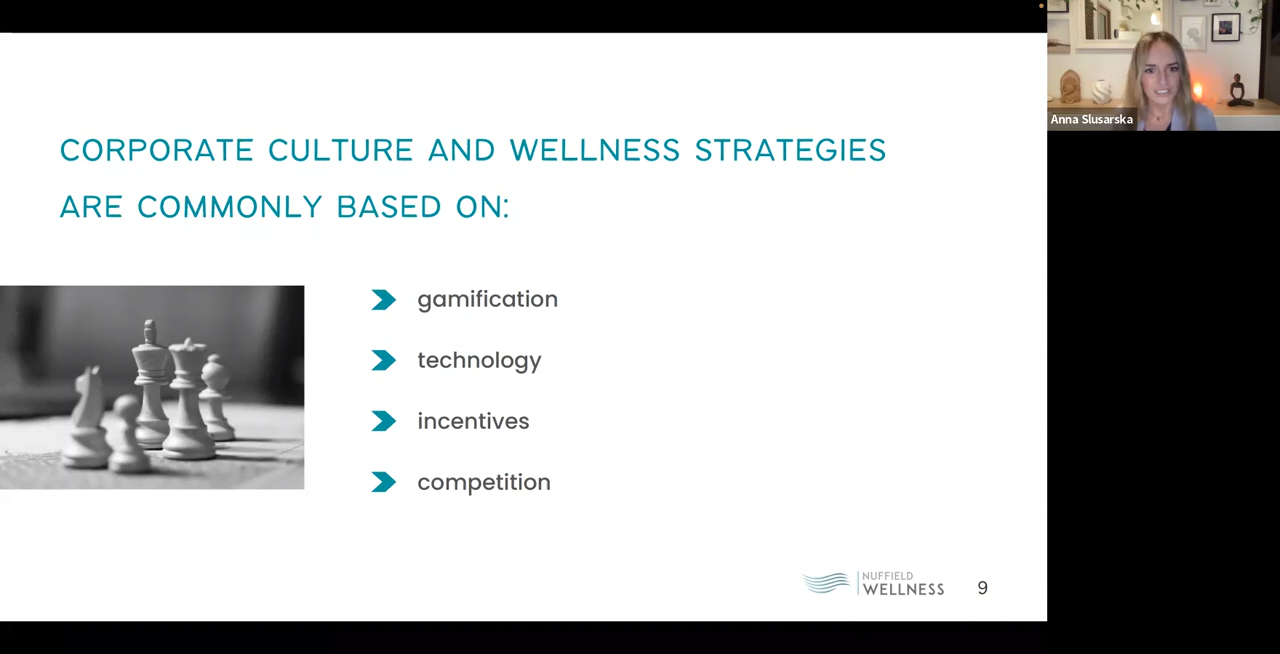 CORPORATE CULTURE AND WELLNESS STRATEGIES
ARE COMMONLY BASED ON:
gamification
technology
incentives
competition
NUFFIELD
WELLNESS
9
Anna Slusarska